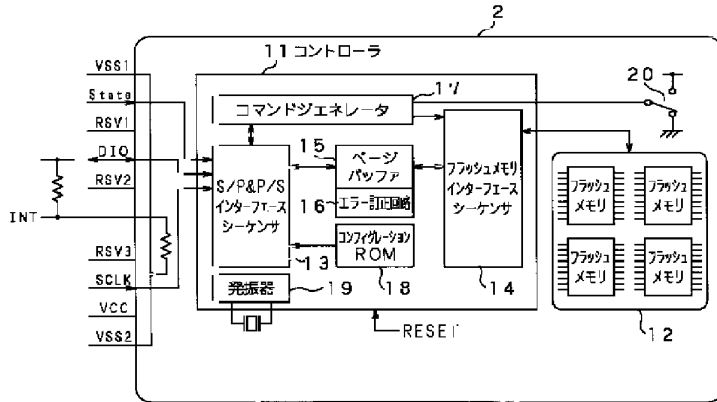 2
11 コントローラ
VSS1
State
17
20
コマンドジェネレータ
RSV1
DIO
15
ページ
バッファ
フラッシュメモリ
インターフェース
シーケンサ
S/P&P/S
インターフェース
シーケンサ
フラッシュ
メモリ
フラッシュ
メモリ
RSV2
16
エラー訂正回路
INT
コンフィグレーション
ROM
RSV3
13
フラッシュ
メモリ
フラッシュ
メモリ
SCLK
発振器
19
18
14
VCC
RESET
12
VSS2